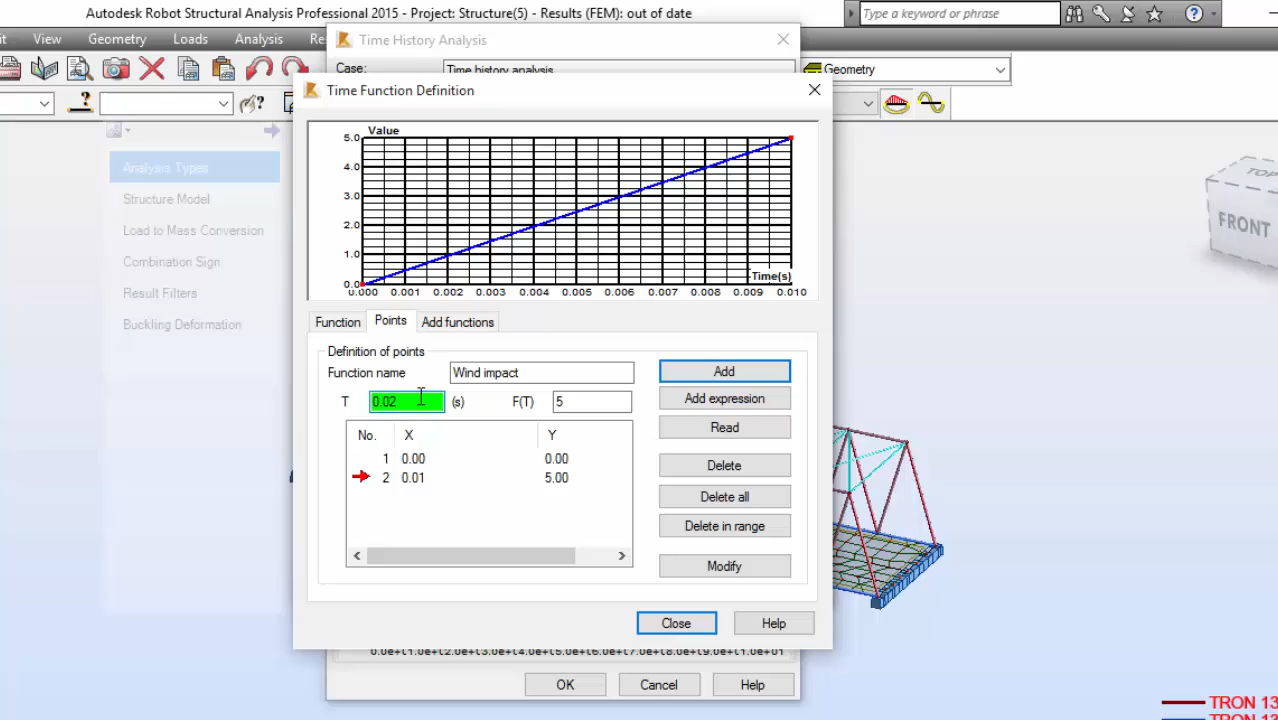 Autodesk Robot Structural Analysis Professional 2015 - Project: Structure(5) - Results (FEM): out of date
Type a keyword or phrase
View Geometry Loads Analysis
Time History Analysis
Case: Time history analysis
Geometry
Time Function Definition
Analysis Types
Structure Model
Load to Mass Conversion
Combination Sign
Result Filters
Buckling Deformation
Value
5.0
4.0
3.0
2.0
1.0
0.0
Time(s)
0.000 0.001 0.002 0.003 0.004 0.005 0.006 0.007 0.008 0.009 0.010
Function Points Add functions
Definition of points
Function name Wind impact
T 0.02 (s) F(T) 5
No. X Y
1 0.00 0.00
2 0.01 5.00
Add
Add expression
Read
Delete
Delete all
Delete in range
Modify
Close Help
OK Cancel Help
TOP
FRONT
TRON 13